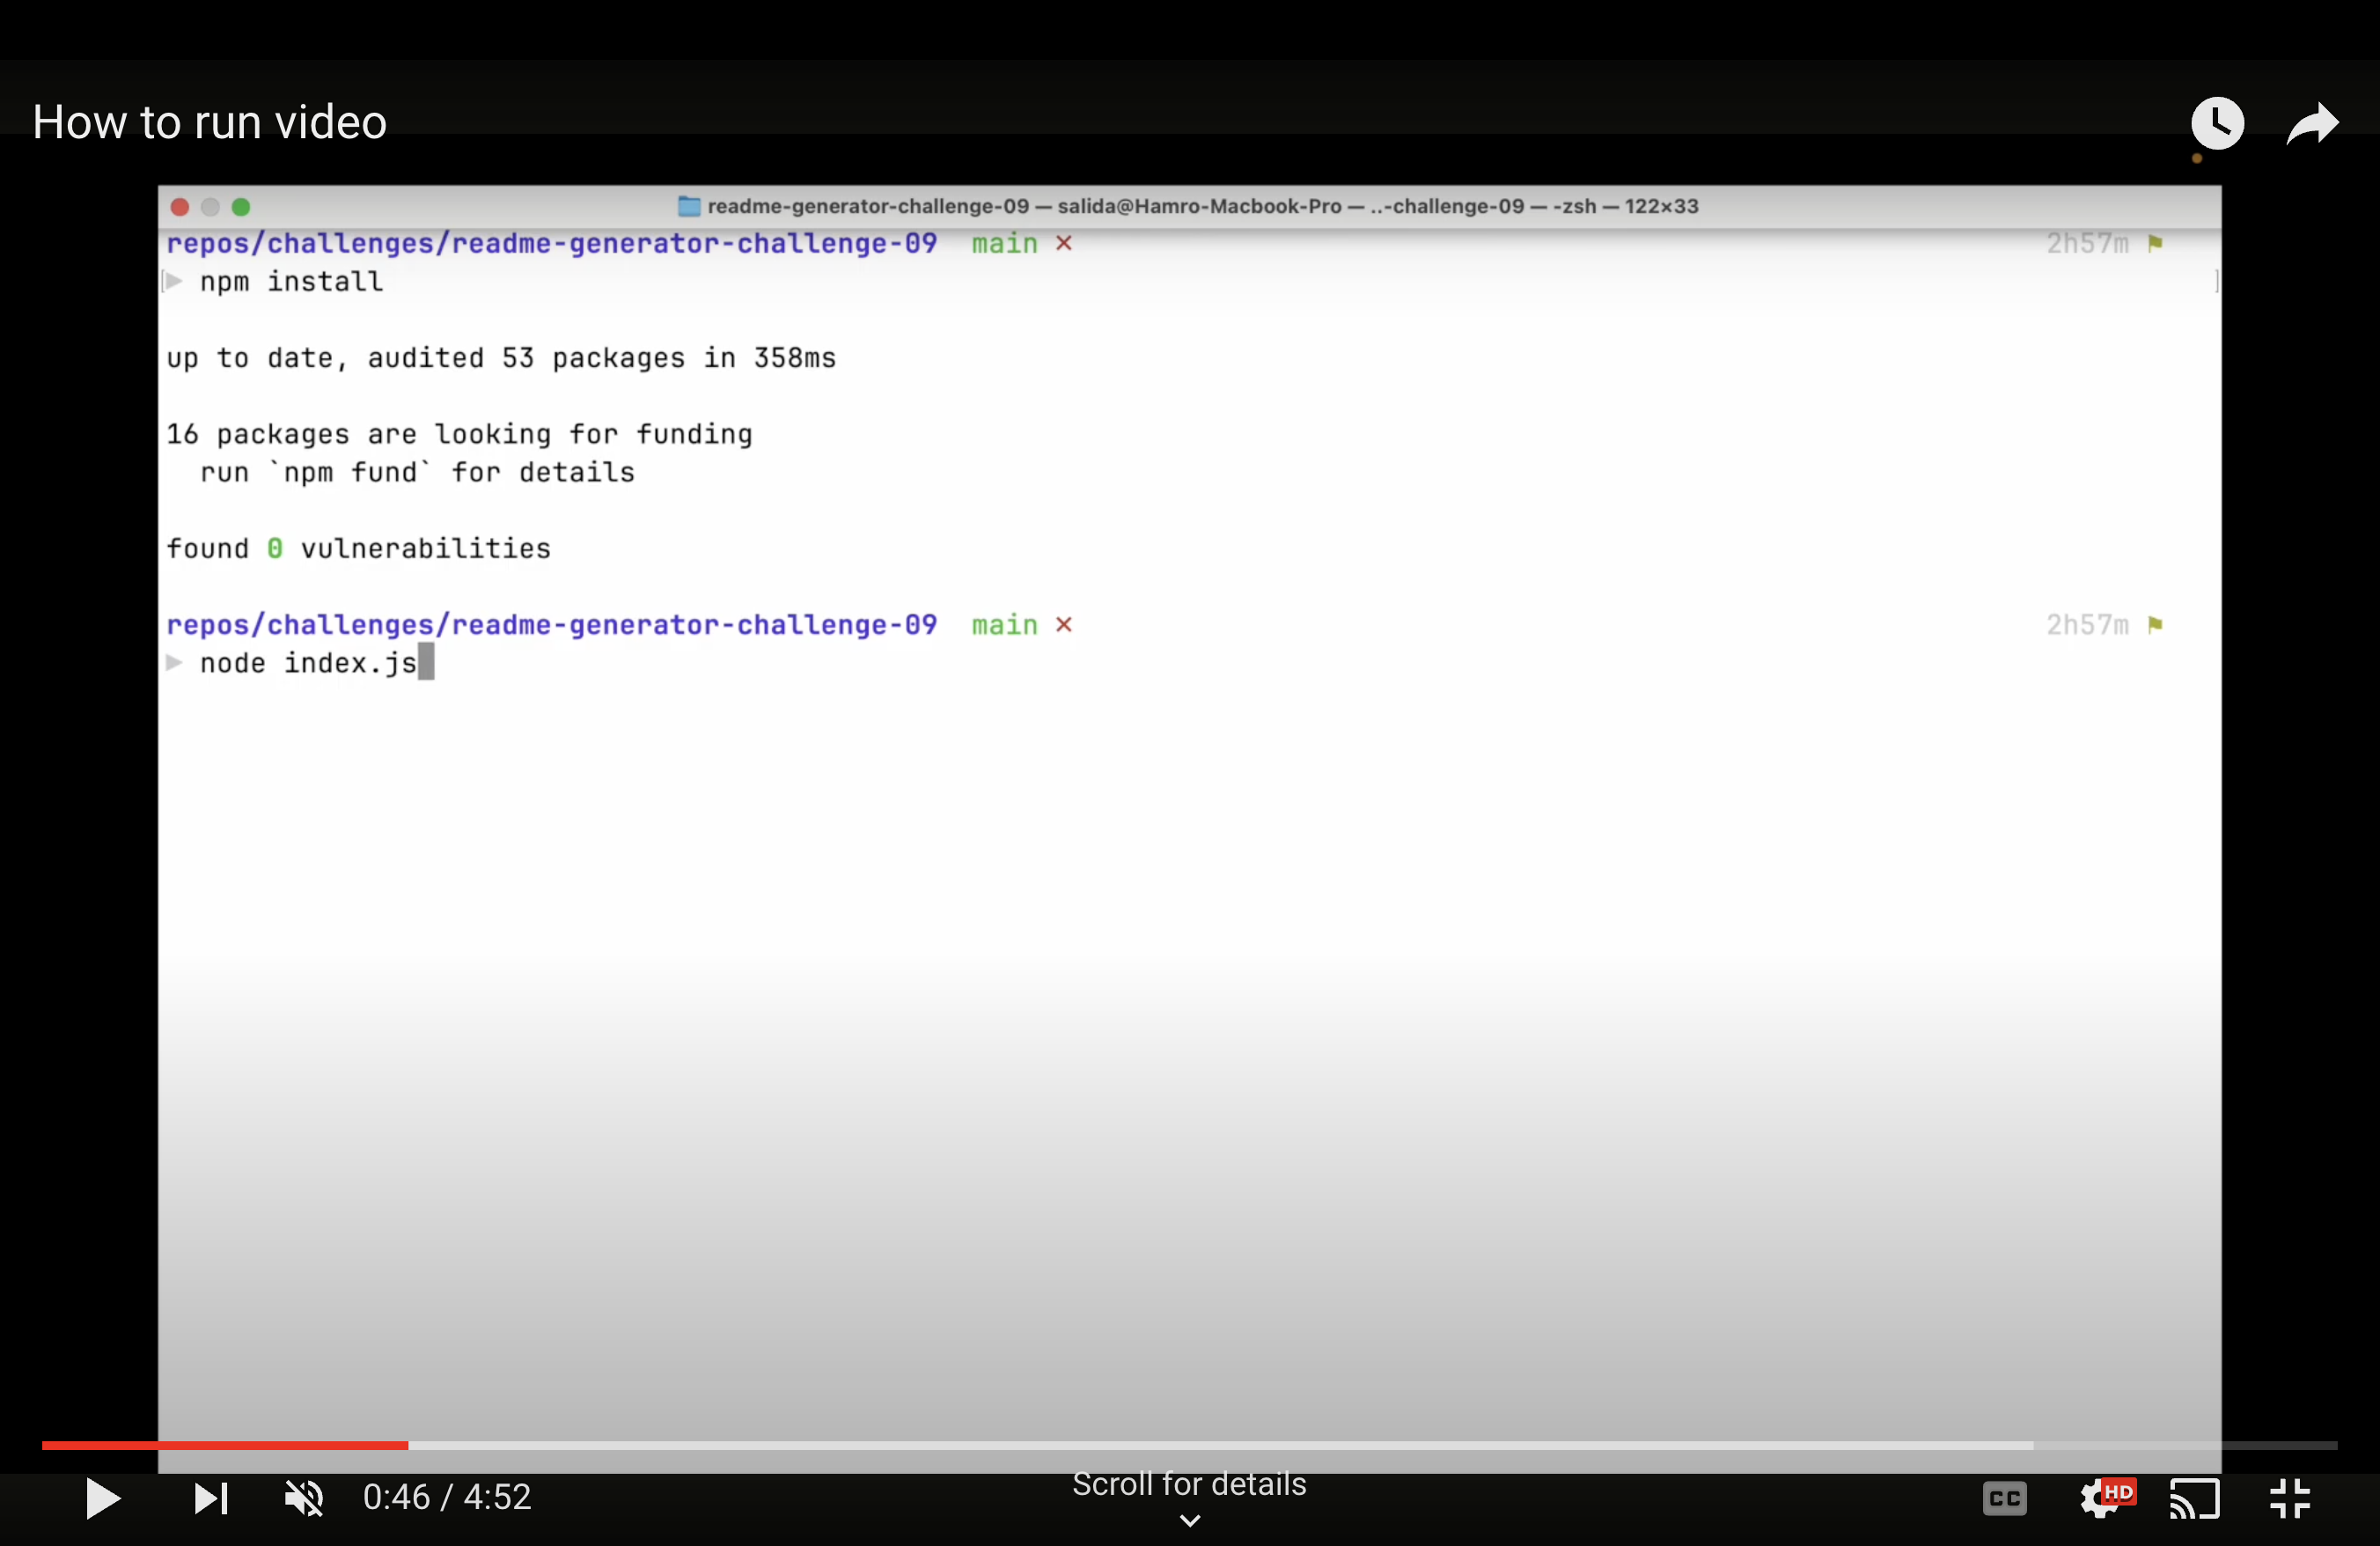 How to run video
readme-generator-challenge-09 — salida@Hamro-Macbook-Pro — ..-challenge-09 — -zsh — 122×33
repos/challenges/readme-generator-challenge-09 main × 2h57m
[▶ npm install ]
up to date, audited 53 packages in 358ms
16 packages are looking for funding
run `npm fund` for details
found 0 vulnerabilities
repos/challenges/readme-generator-challenge-09 main × 2h57m
▶ node index.js
0:46 / 4:52
Scroll for details
CC
HD